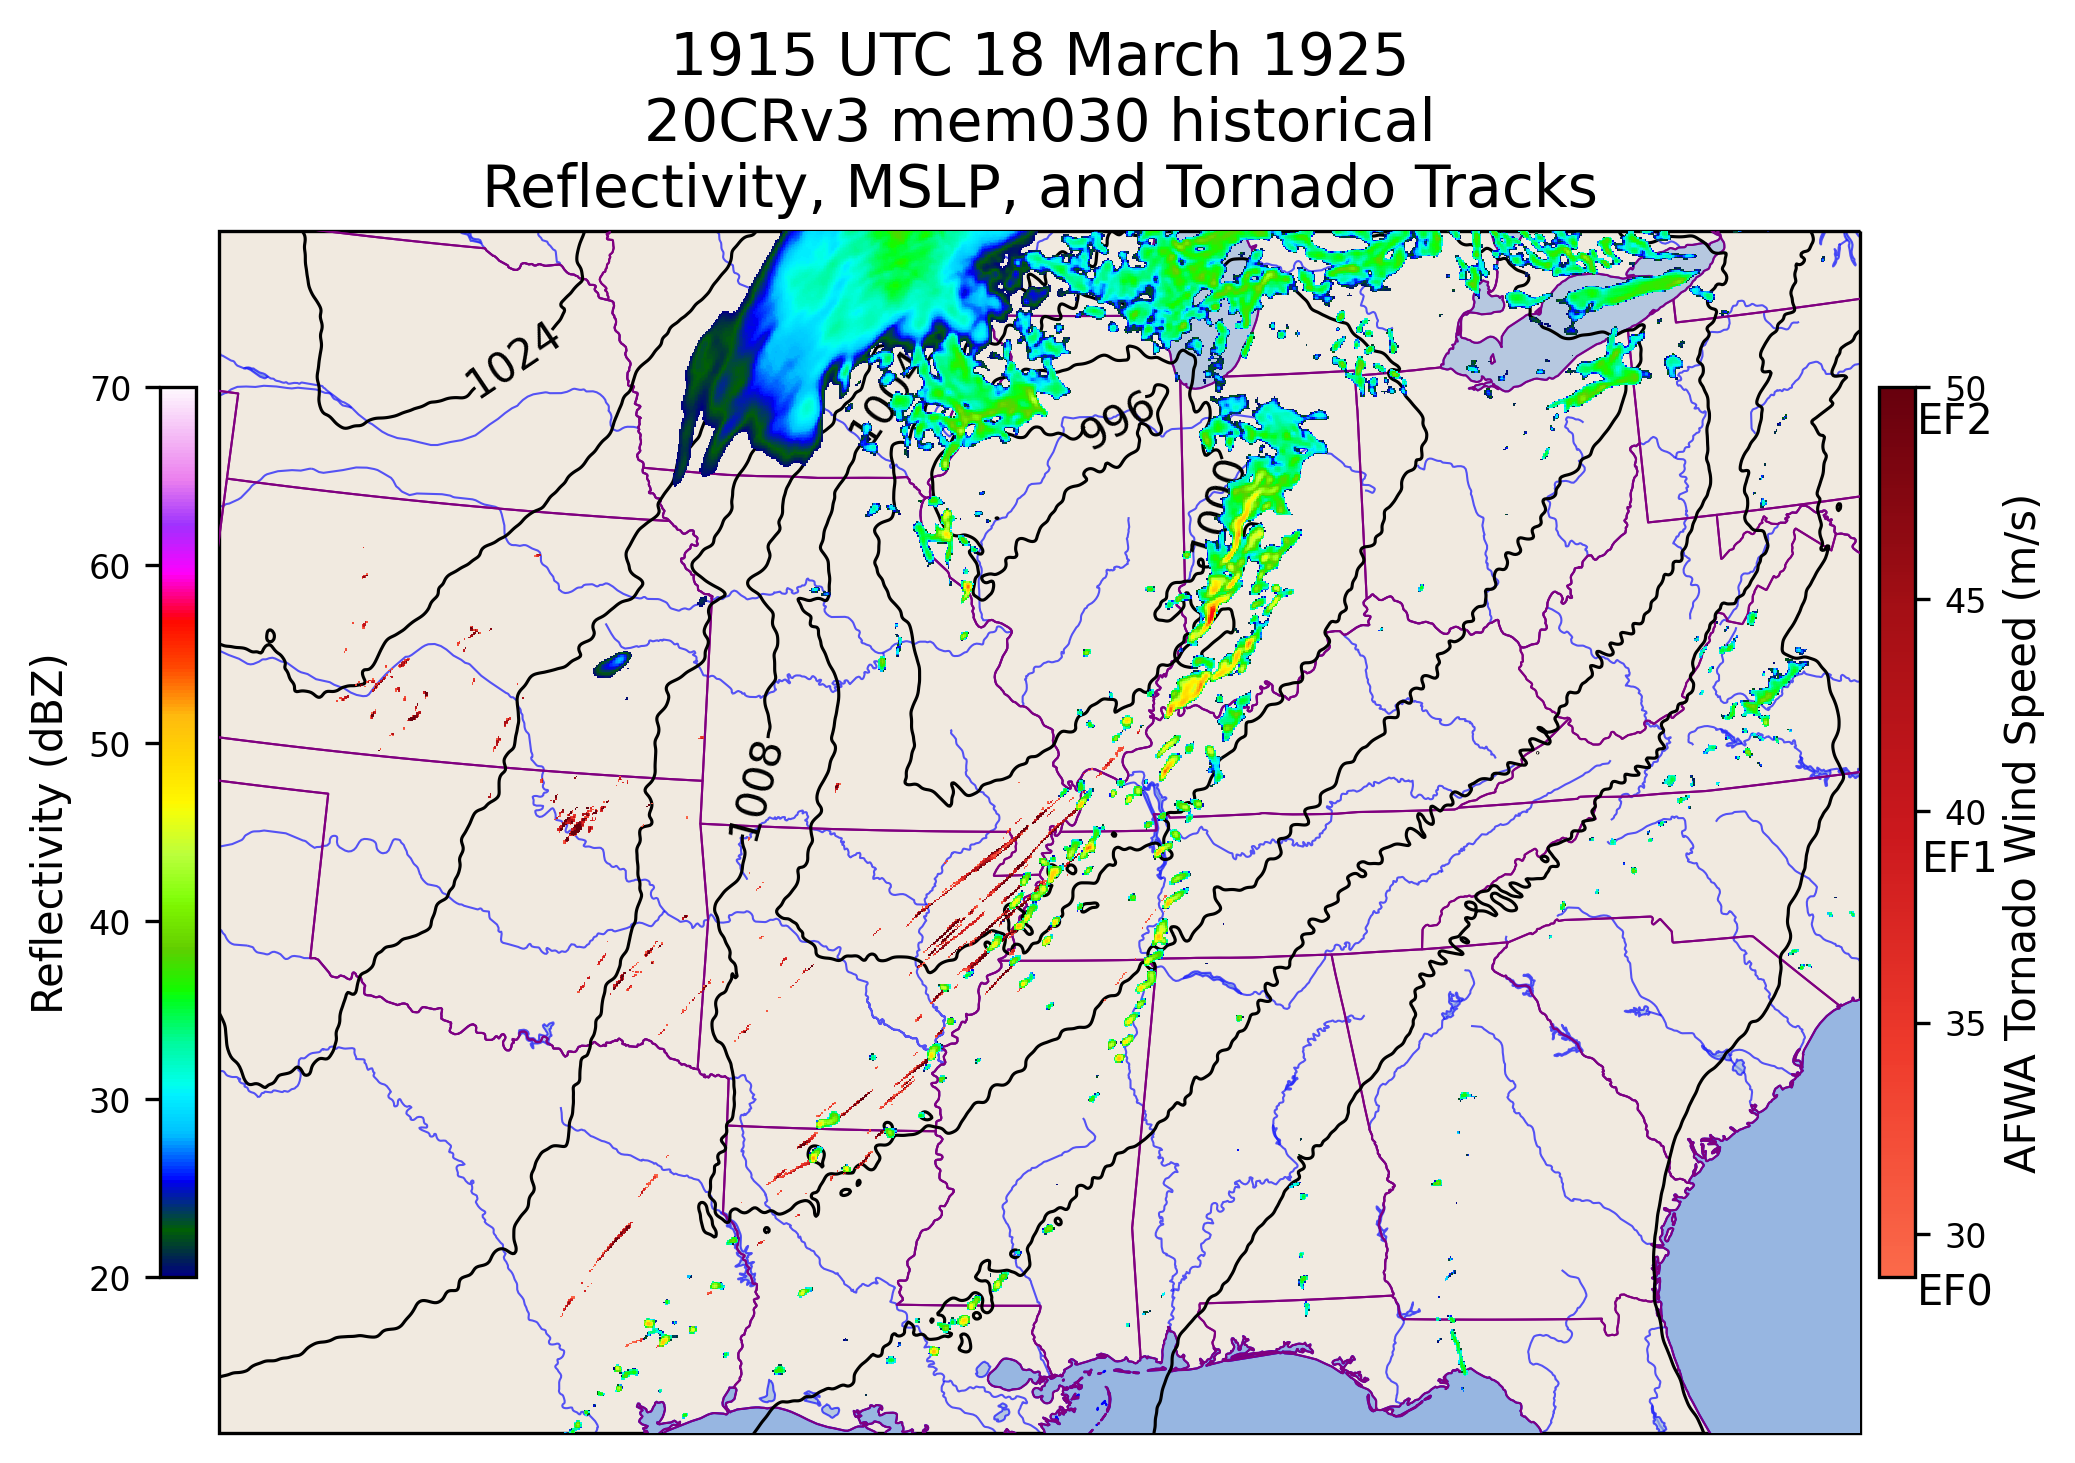 1915 UTC 18 March 1925
20CRv3 mem030 historical
Reflectivity, MSLP, and Tornado Tracks
Reflectivity (dBZ)
70
60
50
40
30
20
1024
996
1000
1008
50
EF2
45
40
EF1
35
30
EF0
AFWA Tornado Wind Speed (m/s)